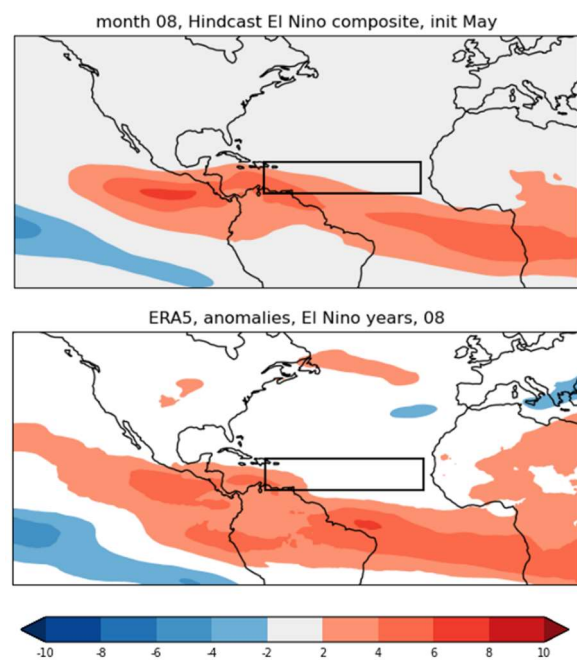 month 08, Hindcast El Nino composite, init May
ERA5, anomalies, El Nino years, 08
-10 -8 -6 -4 -2 2 4 6 8 10